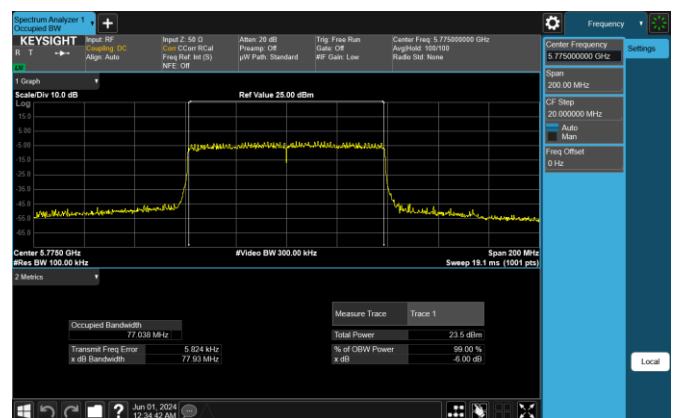 Spectrum Analyzer 1
Occupied BW
Frequency
KEYSIGHT
R T
LXI
Input: RF
Coupling: DC
Align: Auto
Input Z: 50 Ω
Corr CCorr RCal
Freq Ref: Int (S)
NFE: Off
Atten: 20 dB
Preamp: Off
µW Path: Standard
Trig: Free Run
Gate: Off
#IF Gain: Low
Center Freq: 5.775000000 GHz
Avg|Hold: 100/100
Radio Std: None
Center Frequency
5.775000000 GHz
Settings
Span
200.00 MHz
CF Step
20.000000 MHz
Auto
Man
Freq Offset
0 Hz
1 Graph
Scale/Div 10.0 dB
Ref Value 25.00 dBm
Log
15.0
5.00
-5.00
-15.0
-25.0
-35.0
-45.0
-55.0
-65.0
Center 5.7750 GHz
#Video BW 300.00 kHz
Span 200 MHz
#Res BW 100.00 kHz
Sweep 19.1 ms (1001 pts)
2 Metrics
Measure Trace
Trace 1
Occupied Bandwidth
77.038 MHz
Total Power
23.5 dBm
Transmit Freq Error
5.824 kHz
% of OBW Power
99.00 %
x dB Bandwidth
77.93 MHz
x dB
-6.00 dB
Local
Jun 01, 2024
12:34:42 AM